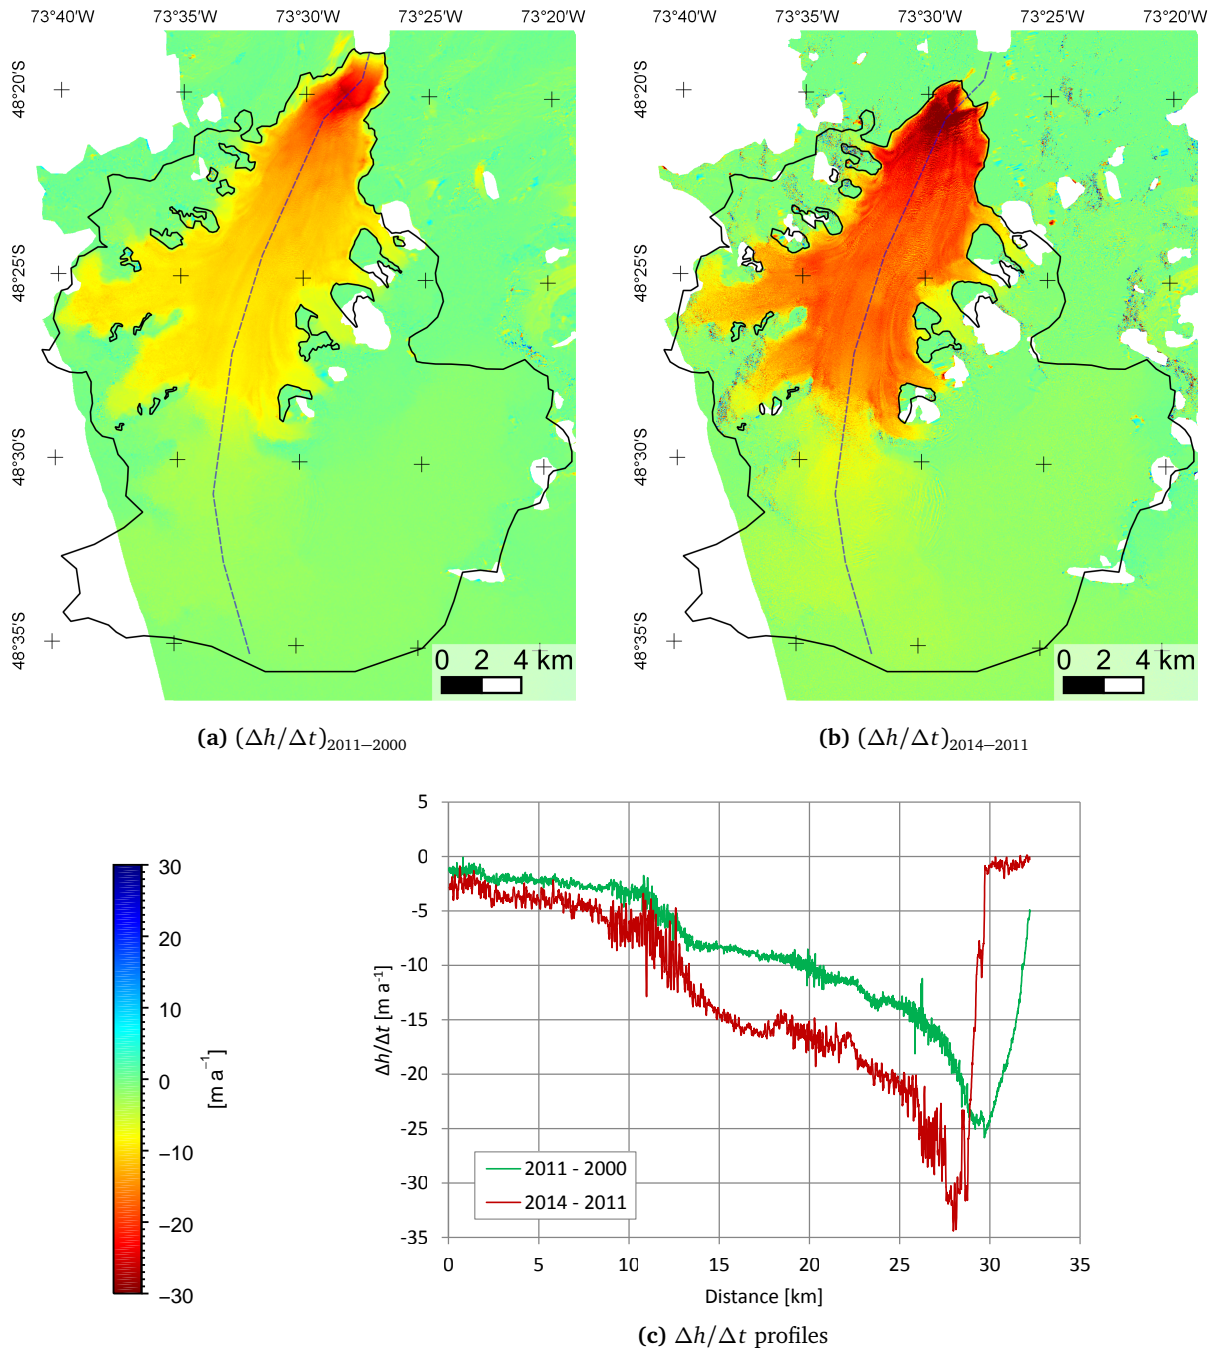 73°40'W 73°35'W 73°30'W 73°25'W 73°20'W
73°40'W 73°35'W 73°30'W 73°25'W 73°20'W
48°20'S
48°25'S
48°30'S
48°35'S
0 2 4 km
48°20'S
48°25'S
48°30'S
48°35'S
0 2 4 km
(a) (Δh/Δt)2011–2000
(b) (Δh/Δt)2014–2011
30
20
10
0
−10
−20
−30
[m a⁻¹]
5
0
-5
-10
-15
-20
-25
-30
-35
Δh/Δt [m a⁻¹]
2011 - 2000
2014 - 2011
0 5 10 15 20 25 30 35
Distance [km]
(c) Δh/Δt profiles